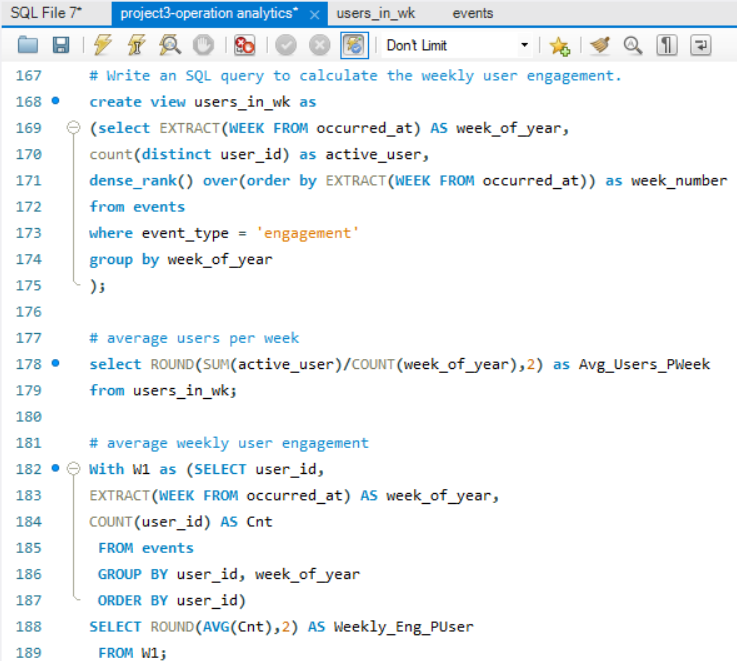 SQL File 7* project3-operation analytics* users_in_wk events
Don't Limit
167 # Write an SQL query to calculate the weekly user engagement.
168 create view users_in_wk as
169 (select EXTRACT(WEEK FROM occurred_at) AS week_of_year,
170 count(distinct user_id) as active_user,
171 dense_rank() over(order by EXTRACT(WEEK FROM occurred_at)) as week_number
172 from events
173 where event_type = 'engagement'
174 group by week_of_year
175 );
176
177 # average users per week
178 select ROUND(SUM(active_user)/COUNT(week_of_year),2) as Avg_Users_PWeek
179 from users_in_wk;
180
181 # average weekly user engagement
182 With W1 as (SELECT user_id,
183 EXTRACT(WEEK FROM occurred_at) AS week_of_year,
184 COUNT(user_id) AS Cnt
185 FROM events
186 GROUP BY user_id, week_of_year
187 ORDER BY user_id)
188 SELECT ROUND(AVG(Cnt),2) AS Weekly_Eng_PUser
189 FROM W1;